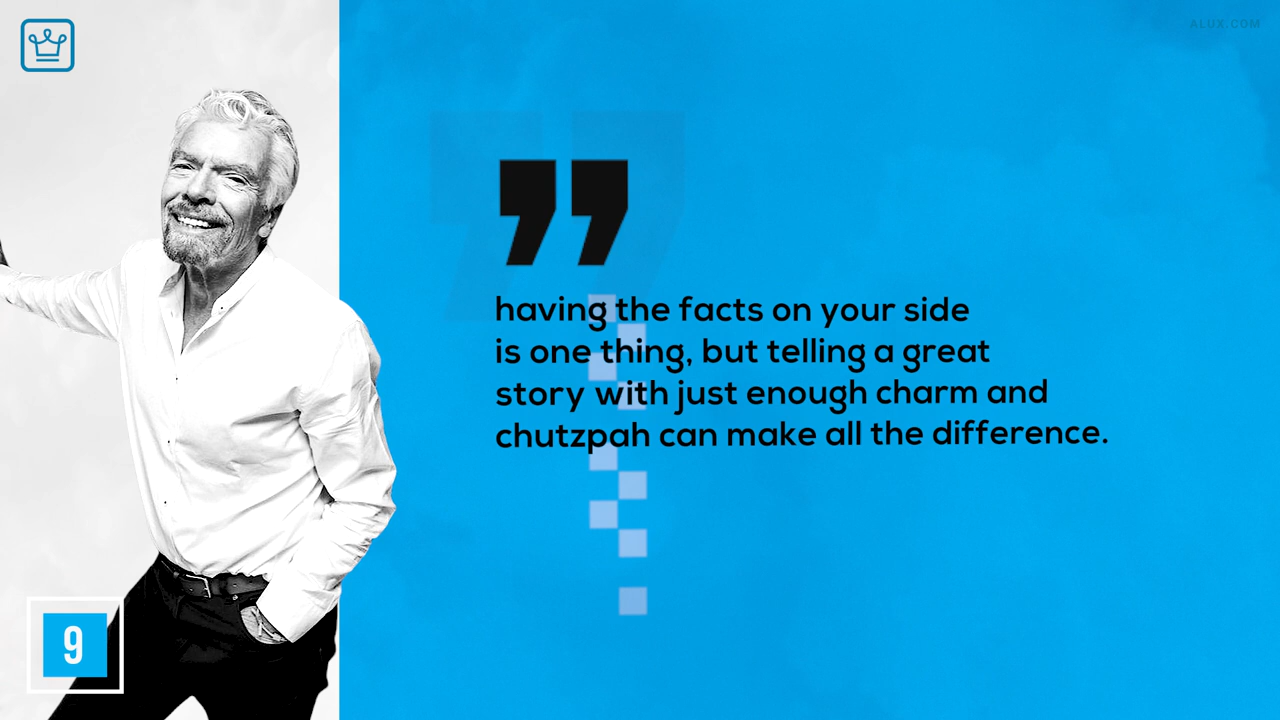 ALUX.COM
”
having the facts on your side
is one thing, but telling a great
story with just enough charm and
chutzpah can make all the difference.
9